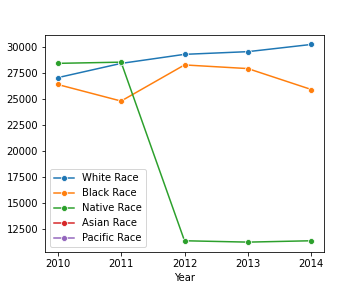 30000
27500
25000
22500
20000
17500
15000
12500
White Race
Black Race
Native Race
Asian Race
Pacific Race
2010 2011 2012 2013 2014
Year